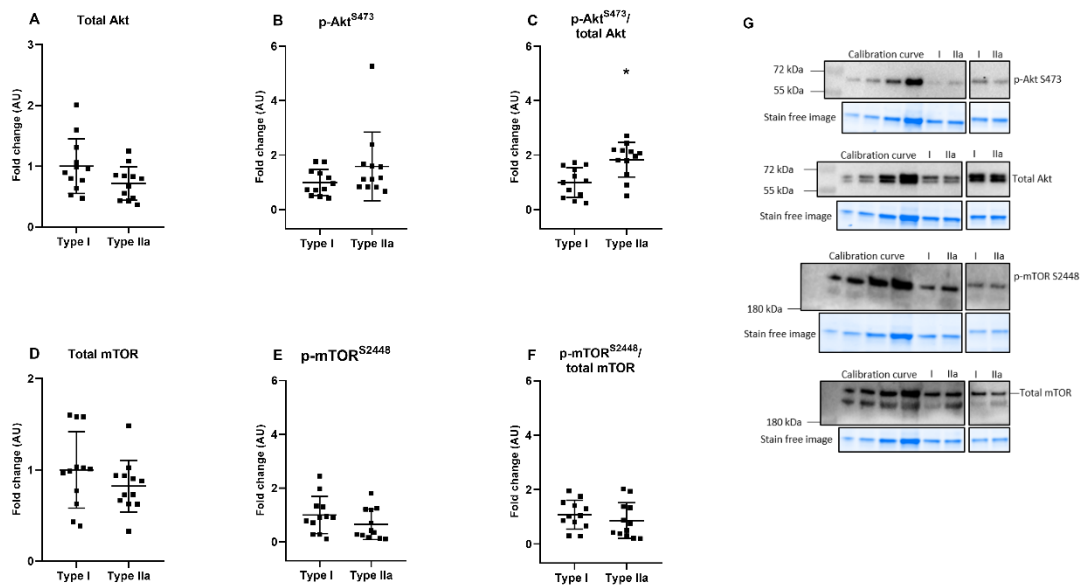 A
Total Akt
Fold change (AU)
3
2
1
0
Type I
Type IIa
B
p-Akt^S473
Fold change (AU)
6
4
2
0
Type I
Type IIa
C
p-Akt^S473/
total Akt
Fold change (AU)
6
4
2
0
*
Type I
Type IIa
D
Total mTOR
Fold change (AU)
2
1
0
Type I
Type IIa
E
p-mTOR^S2448
Fold change (AU)
6
4
2
0
Type I
Type IIa
F
p-mTOR^S2448/
total mTOR
Fold change (AU)
6
4
2
0
Type I
Type IIa
G
Calibration curve I IIa I IIa
72 kDa
55 kDa
p-Akt S473
Stain free image
Calibration curve I IIa I IIa
72 kDa
55 kDa
Total Akt
Stain free image
Calibration curve I IIa I IIa
p-mTOR S2448
180 kDa
Stain free image
Calibration curve I IIa I IIa
Total mTOR
180 kDa
Stain free image